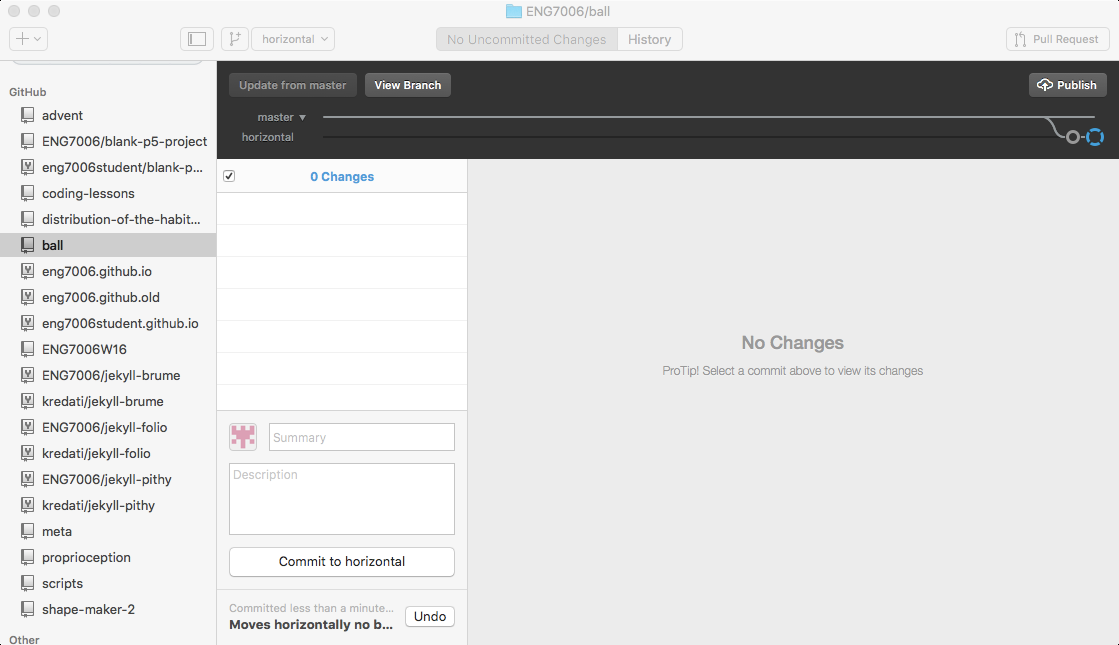 ENG7006/ball
horizontal
No Uncommitted Changes
History
Pull Request
GitHub
advent
ENG7006/blank-p5-project
eng7006student/blank-p...
coding-lessons
distribution-of-the-habit...
ball
eng7006.github.io
eng7006.github.old
eng7006student.github.io
ENG7006W16
ENG7006/jekyll-brume
kredati/jekyll-brume
ENG7006/jekyll-folio
kredati/jekyll-folio
ENG7006/jekyll-pithy
kredati/jekyll-pithy
meta
proprioception
scripts
shape-maker-2
Other
Update from master
View Branch
Publish
master
horizontal
0 Changes
Summary
Description
Commit to horizontal
Committed less than a minute...
Moves horizontally no b...
Undo
No Changes
ProTip! Select a commit above to view its changes